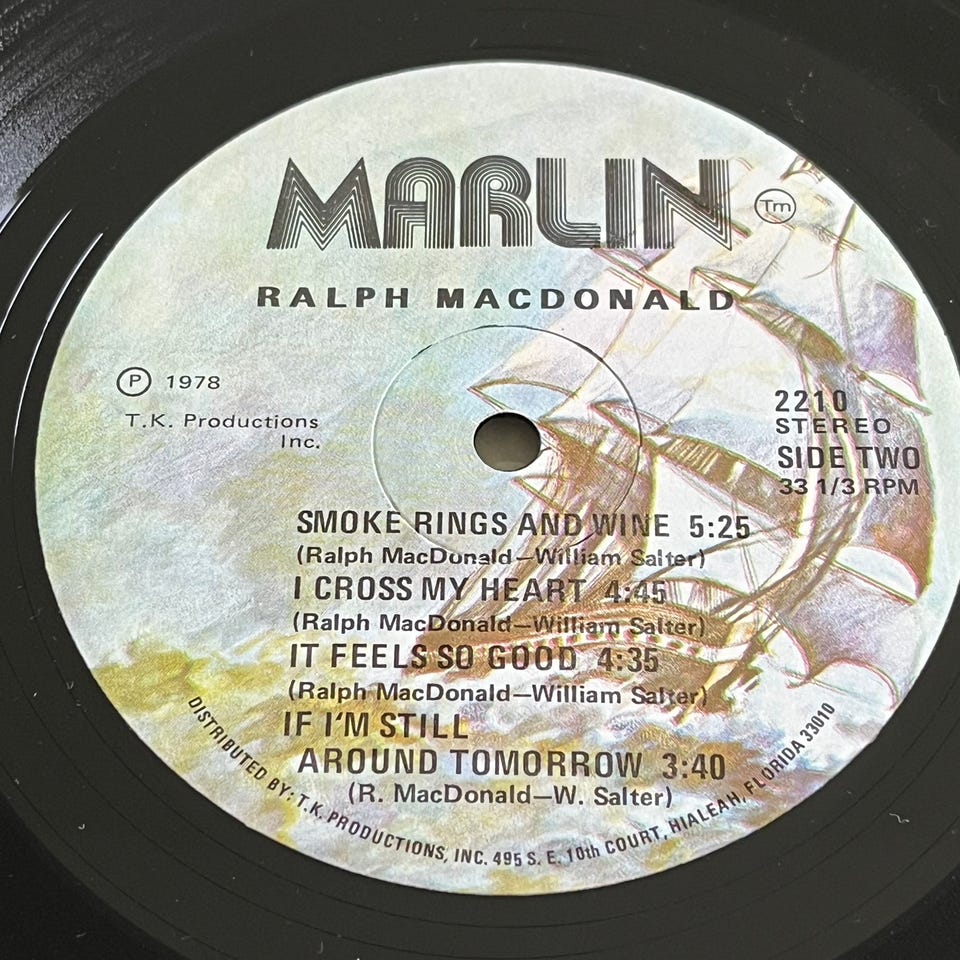 MARLIN Tm
RALPH MACDONALD
Ⓟ 1978
T.K. Productions
Inc.
2210
STEREO
SIDE TWO
33 1/3 RPM
SMOKE RINGS AND WINE 5:25
(Ralph MacDonald—William Salter)
I CROSS MY HEART 4:45
(Ralph MacDonald—William Salter)
IT FEELS SO GOOD 4:35
(Ralph MacDonald—William Salter)
IF I'M STILL
AROUND TOMORROW 3:40
(R. MacDonald—W. Salter)
DISTRIBUTED BY: T.K. PRODUCTIONS, INC. 495 S. E. 10th COURT, HIALEAH, FLORIDA 33010